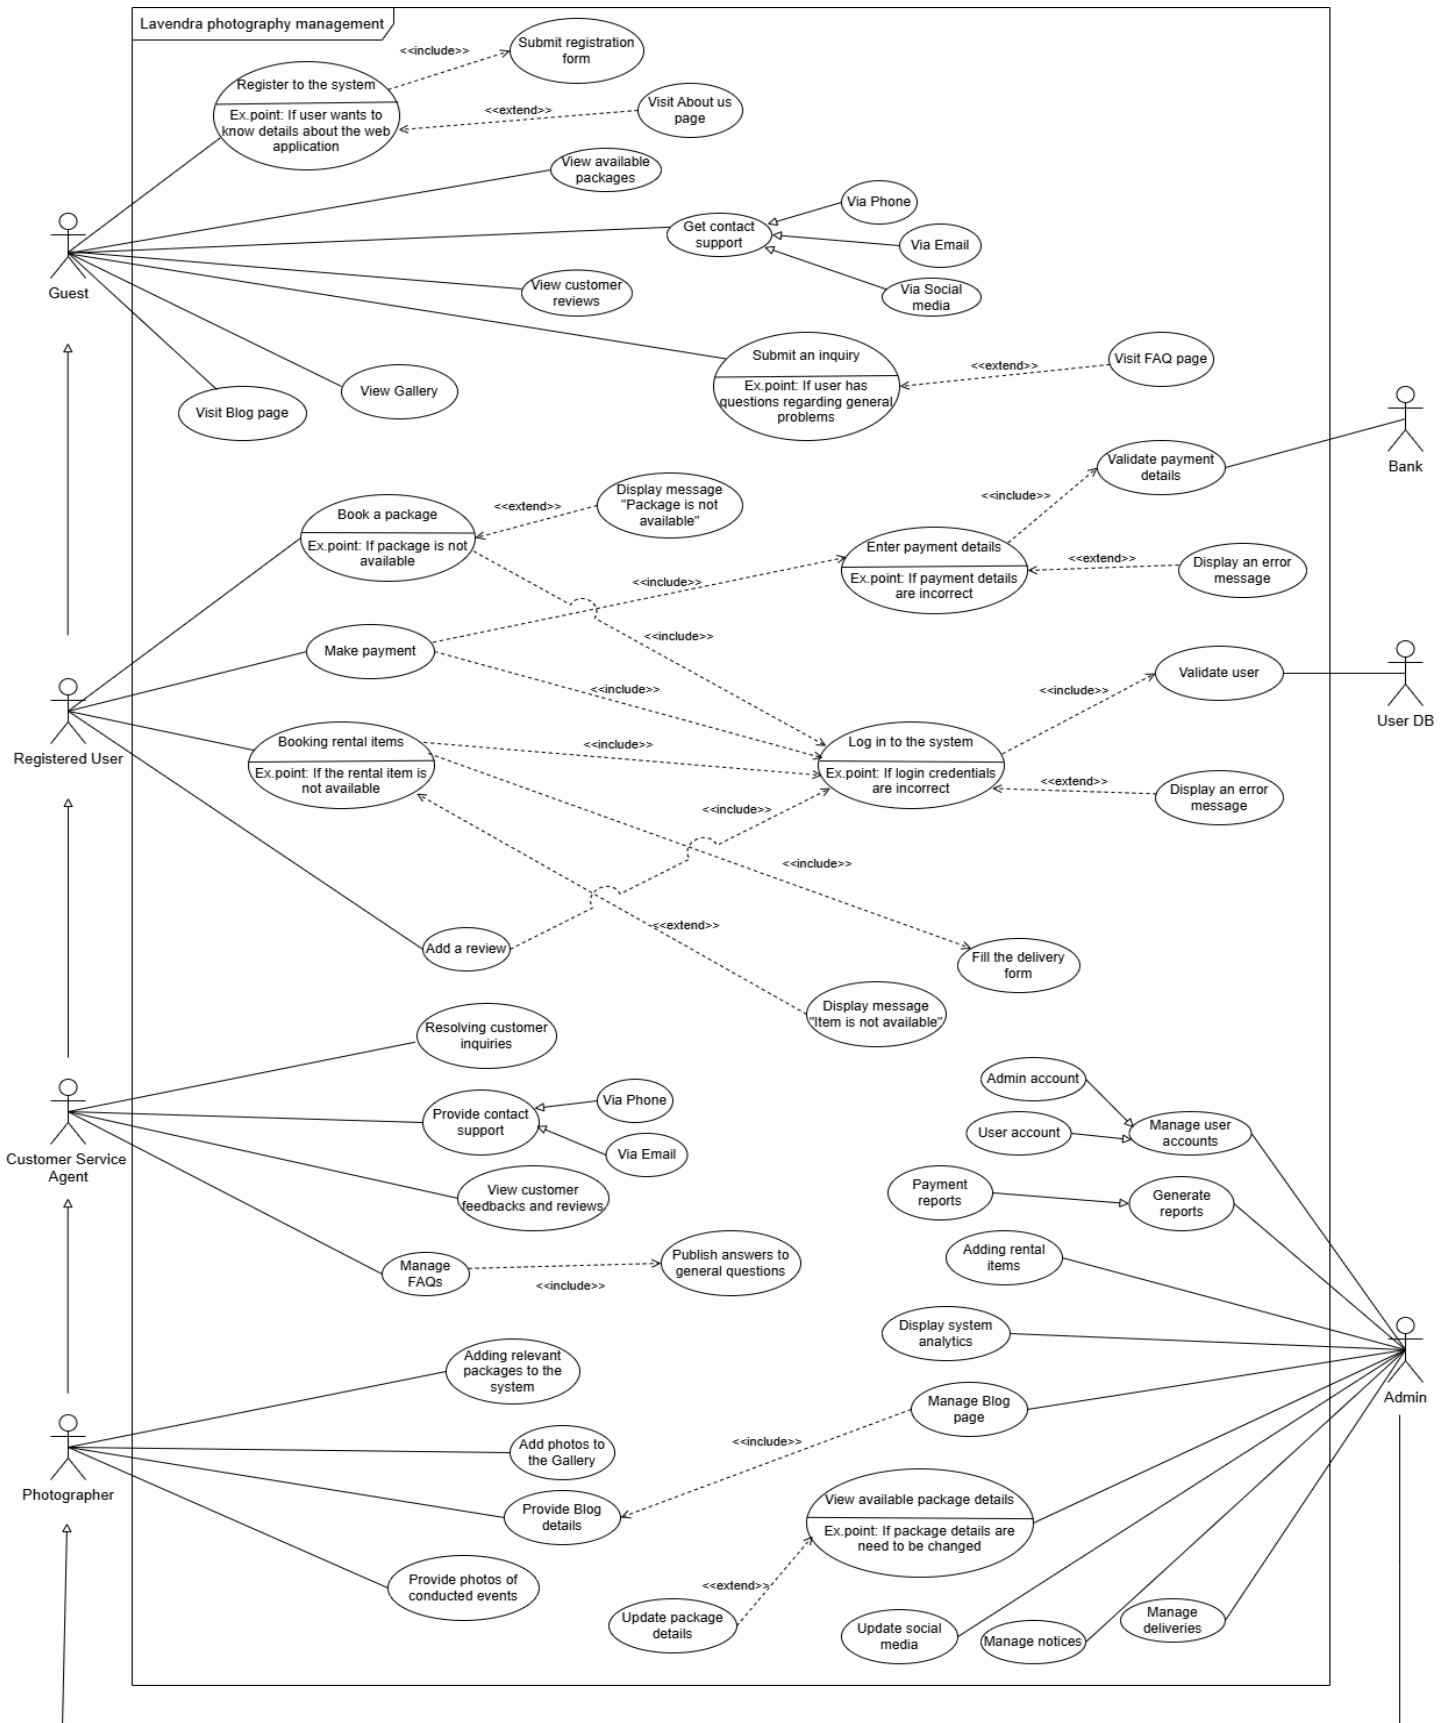 Lavendra photography management
<<include>>
Submit registration
form
Register to the system
Ex.point: If user wants to
know details about the web
application
<<extend>>
Visit About us
page
View available
packages
Via Phone
Get contact
support
Via Email
Via Social
media
Guest
View customer
reviews
Submit an inquiry
Ex.point: If user has
questions regarding general
problems
<<extend>>
Visit FAQ page
View Gallery
Visit Blog page
Bank
Validate payment
details
<<include>>
Book a package
Ex.point: If package is not
available
<<extend>>
Display message
"Package is not
available"
Enter payment details
Ex.point: If payment details
are incorrect
<<extend>>
Display an error
message
<<include>>
<<include>>
Make payment
<<include>>
<<include>>
Validate user
User DB
Registered User
Booking rental items
Ex.point: If the rental item is
not available
<<include>>
Log in to the system
Ex.point: If login credentials
are incorrect
<<extend>>
Display an error
message
<<include>>
<<include>>
<<extend>>
Add a review
Fill the delivery
form
Display message
"Item is not available"
Resolving customer
inquiries
Provide contact
support
Via Phone
Via Email
Customer Service
Agent
View customer
feedbacks and reviews
Manage
FAQs
<<include>>
Publish answers to
general questions
Admin account
User account
Manage user
accounts
Payment
reports
Generate
reports
Adding rental
items
Display system
analytics
Admin
Adding relevant
packages to the
system
Manage Blog
page
<<include>>
Add photos to
the Gallery
Photographer
Provide Blog
details
View available package details
Ex.point: If package details are
need to be changed
Provide photos of
conducted events
<<extend>>
Update package
details
Update social
media
Manage notices
Manage
deliveries